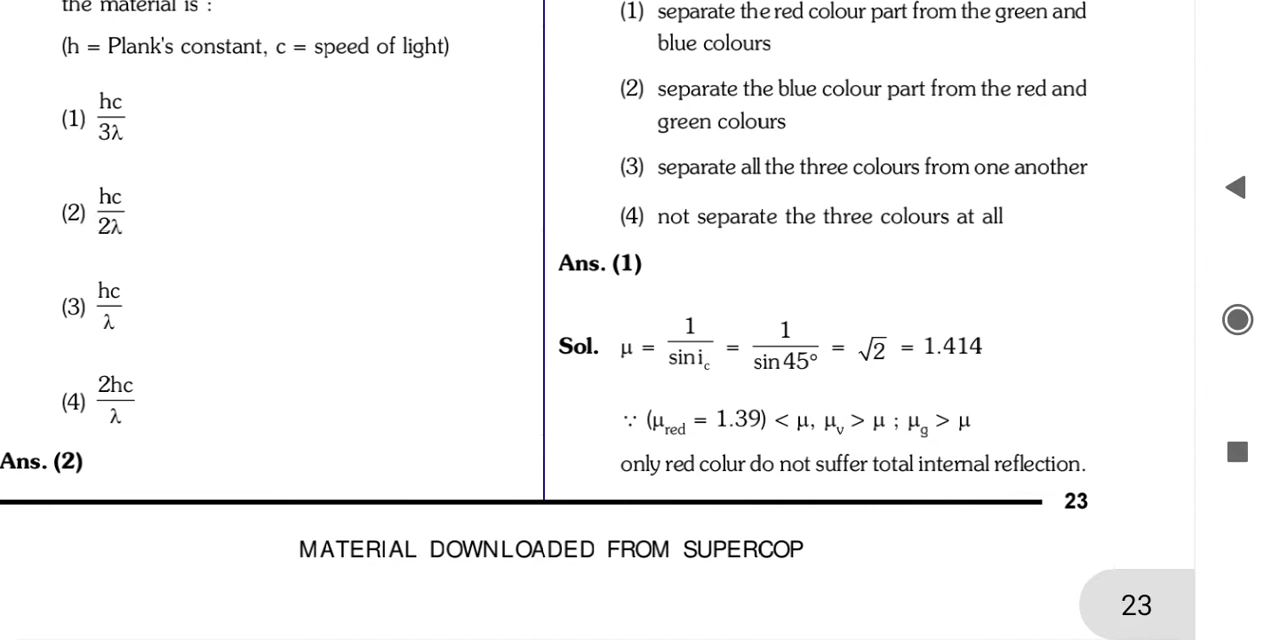 the material is :
(h = Plank's constant, c = speed of light)
(1) hc/3λ
(2) hc/2λ
(3) hc/λ
(4) 2hc/λ
Ans. (2)
(1) separate the red colour part from the green and
blue colours
(2) separate the blue colour part from the red and
green colours
(3) separate all the three colours from one another
(4) not separate the three colours at all
Ans. (1)
Sol. μ = 1/sin i_c = 1/sin 45° = √2 = 1.414
∵ (μ_red = 1.39) < μ, μ_v > μ ; μ_g > μ
only red colur do not suffer total internal reflection.
23
MATERIAL DOWNLOADED FROM SUPERCOP
23